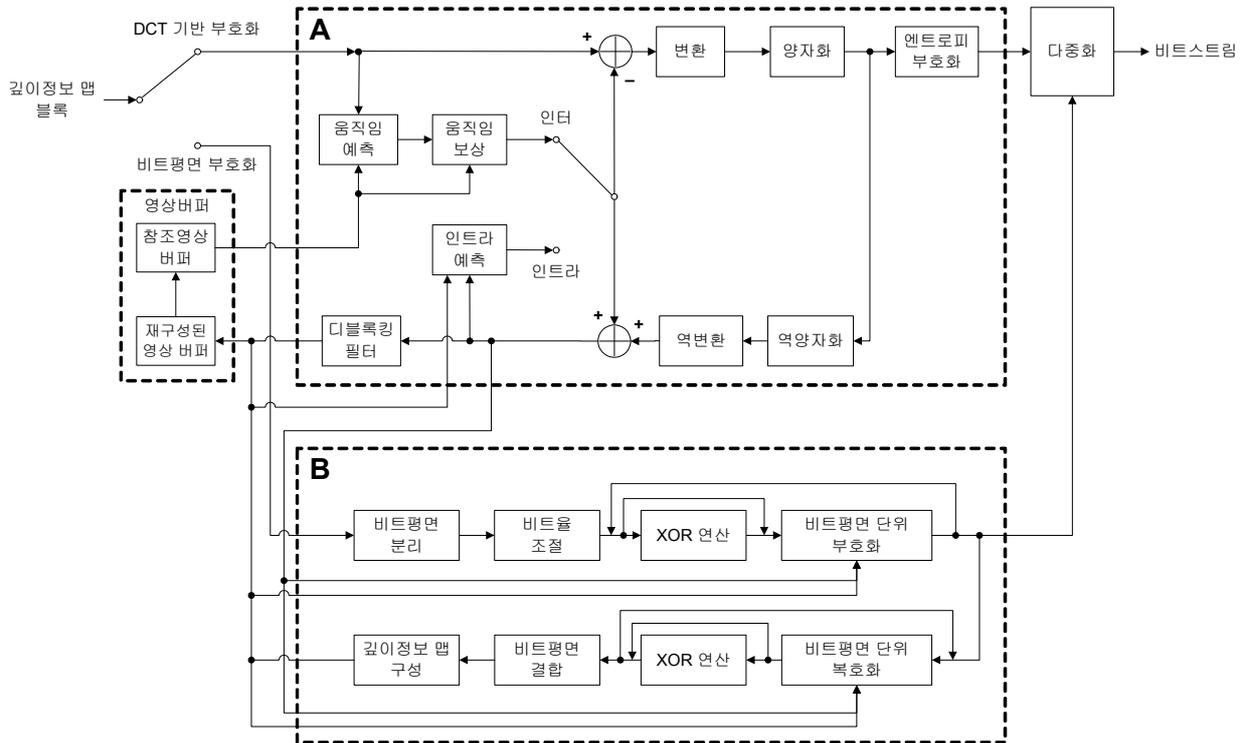 DCT 기반 부호화
깊이정보 맵
블록
비트평면 부호화
A
+
−
변환
양자화
엔트로피
부호화
다중화
비트스트림
움직임
예측
움직임
보상
인터
영상버퍼
참조영상
버퍼
재구성된
영상 버퍼
인트라
예측
인트라
디블록킹
필터
+
+
역변환
역양자화
B
비트평면
분리
비트율
조절
XOR 연산
비트평면 단위
부호화
깊이정보 맵
구성
비트평면
결합
XOR 연산
비트평면 단위
복호화